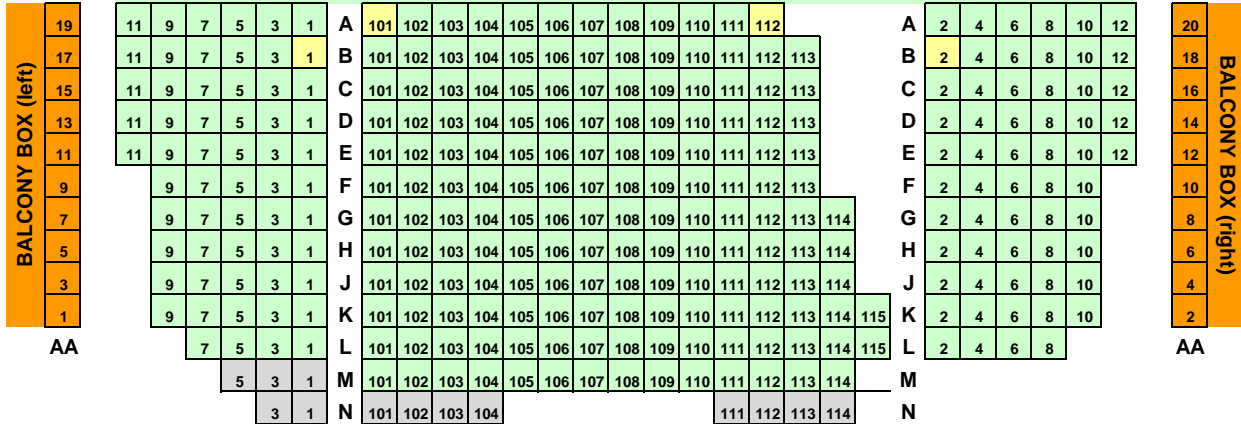 BALCONY BOX (left)
19 11 9 7 5 3 1 A 101 102 103 104 105 106 107 108 109 110 111 112 A 2 4 6 8 10 12 20
17 11 9 7 5 3 1 B 101 102 103 104 105 106 107 108 109 110 111 112 113 B 2 4 6 8 10 12 18
15 11 9 7 5 3 1 C 101 102 103 104 105 106 107 108 109 110 111 112 113 C 2 4 6 8 10 12 16
13 11 9 7 5 3 1 D 101 102 103 104 105 106 107 108 109 110 111 112 113 D 2 4 6 8 10 12 14
11 11 9 7 5 3 1 E 101 102 103 104 105 106 107 108 109 110 111 112 113 E 2 4 6 8 10 12 12
9 9 7 5 3 1 F 101 102 103 104 105 106 107 108 109 110 111 112 113 F 2 4 6 8 10 10
7 9 7 5 3 1 G 101 102 103 104 105 106 107 108 109 110 111 112 113 114 G 2 4 6 8 10 8
5 9 7 5 3 1 H 101 102 103 104 105 106 107 108 109 110 111 112 113 114 H 2 4 6 8 10 6
3 9 7 5 3 1 J 101 102 103 104 105 106 107 108 109 110 111 112 113 114 J 2 4 6 8 10 4
1 9 7 5 3 1 K 101 102 103 104 105 106 107 108 109 110 111 112 113 114 115 K 2 4 6 8 10 2
AA 7 5 3 1 L 101 102 103 104 105 106 107 108 109 110 111 112 113 114 115 L 2 4 6 8 AA
5 3 1 M 101 102 103 104 105 106 107 108 109 110 111 112 113 114 M
3 1 N 101 102 103 104 111 112 113 114 N
BALCONY BOX (right)